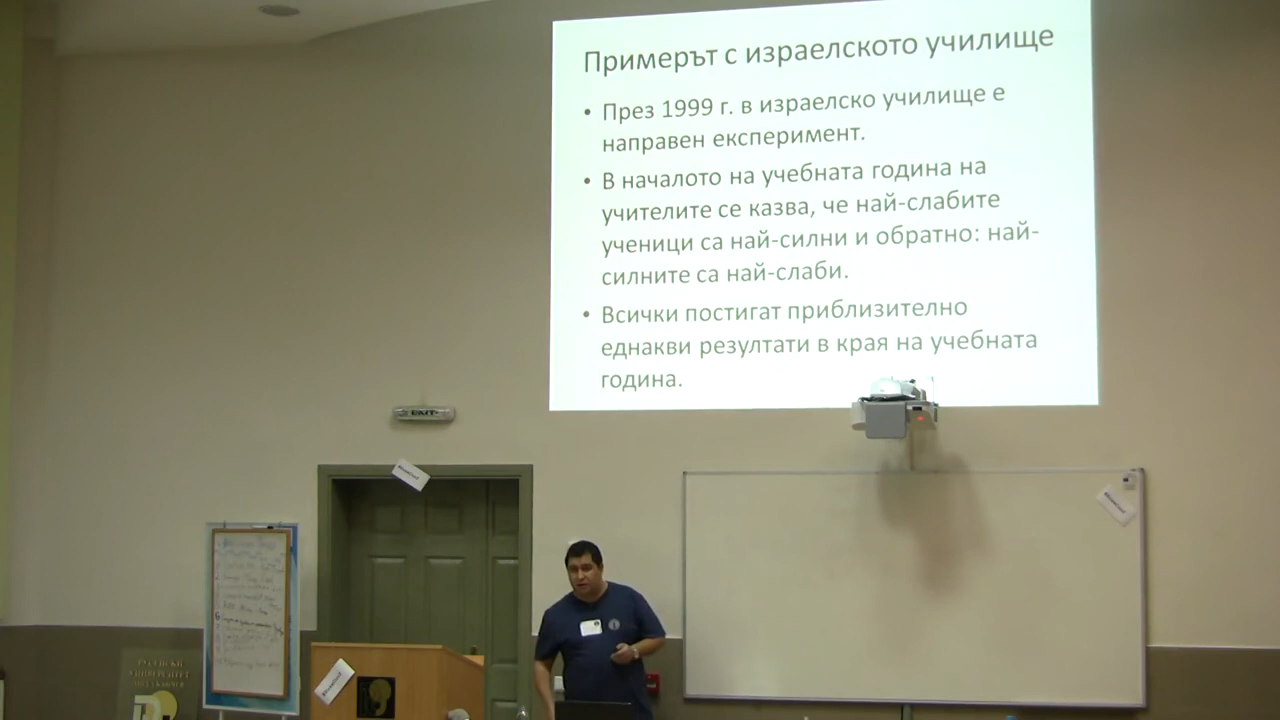 Примерът с израелското училище
• През 1999 г. в израелско училище е
направен експеримент.
• В началото на учебната година на
учителите се казва, че най-слабите
ученици са най-силни и обратно: най-
силните са най-слаби.
• Всички постигат приблизително
еднакви резултати в края на учебната
година.
EXIT
РУСЕНСКИ
УНИВЕРСИТЕТ